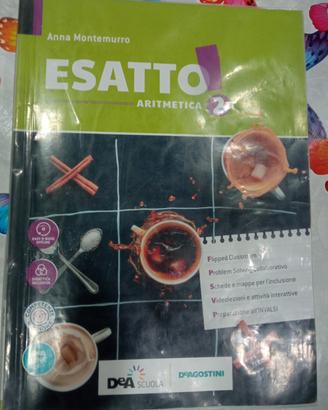 Anna Montemurro
ESATTO!
ARITMETICA 2
Flipped Classroom
Problem Solving collaborativo
Schede e mappe per l'inclusione
Videolezioni e attività interattive
Preparazione all'INVALSI
DeA SCUOLA
DEAGOSTINI